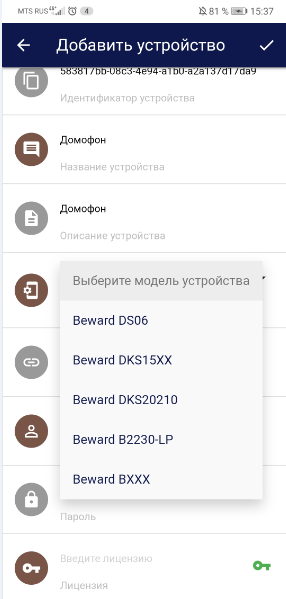 MTS RUS 48° 4 81 % 15:37
Добавить устройство
583817bb-08c3-4e94-a1b0-a2a137d17da9
Идентификатор устройства
Домофон
Название устройства
Домофон
Описание устройства
Выберите модель устройства
Beward DS06
Beward DKS15XX
Beward DKS20210
Beward B2230-LP
Beward BXXX
Пароль
Введите лицензию
Лицензия